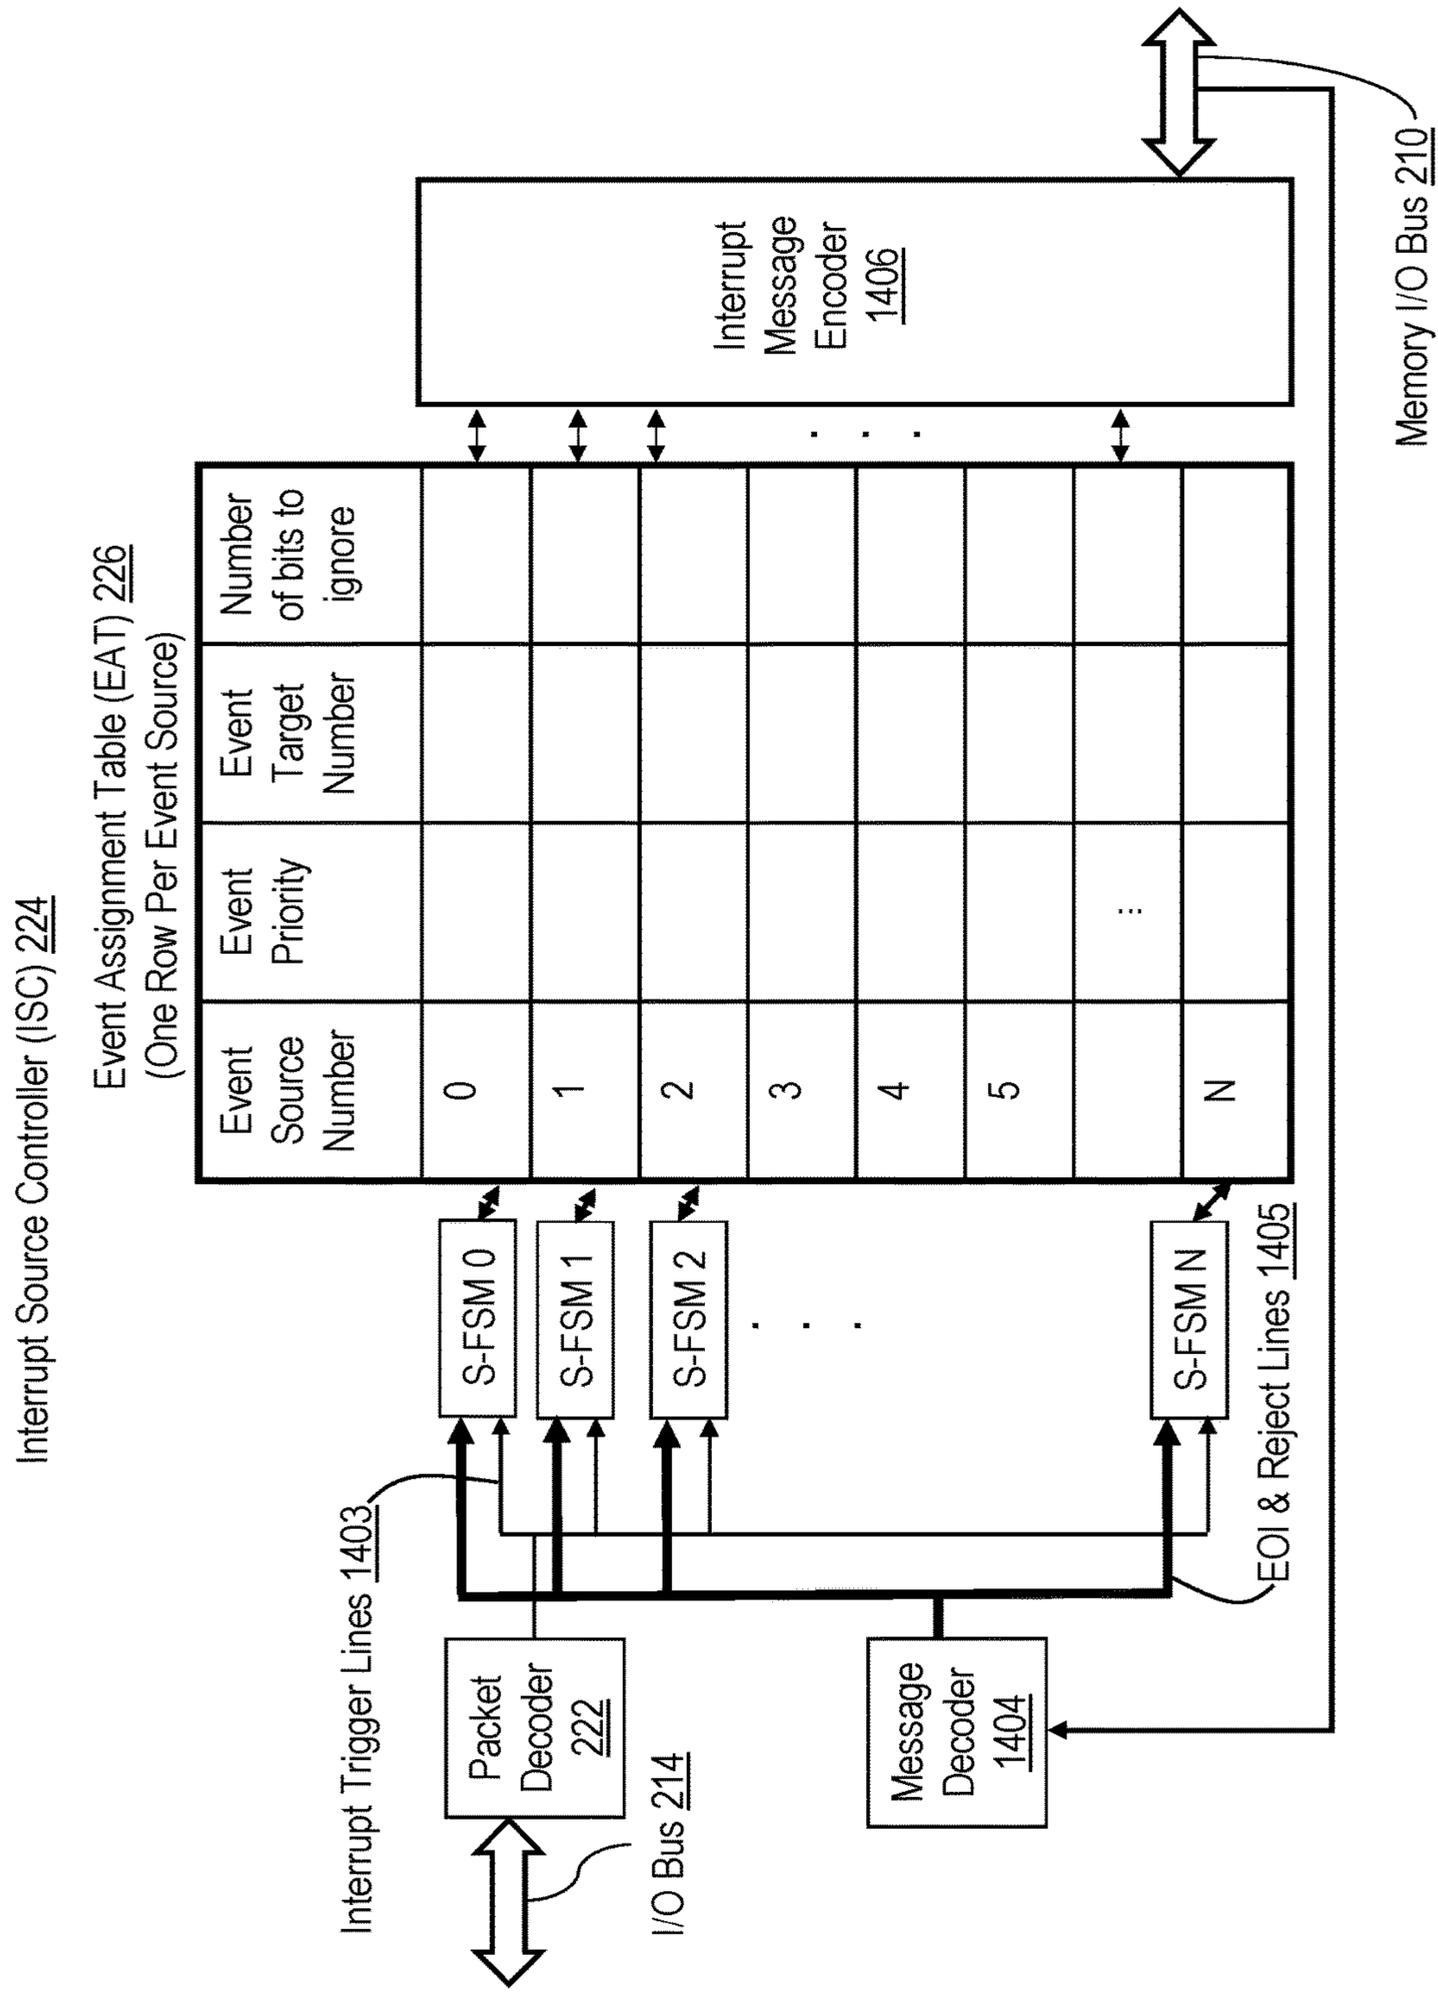 Interrupt Source Controller (ISC) 224
Event Assignment Table (EAT) 226
(One Row Per Event Source)
Interrupt Trigger Lines 1403
I/O Bus 214
Packet
Decoder
222
Message
Decoder
1404
S-FSM 0
S-FSM 1
S-FSM 2
. . .
S-FSM N
EOI & Reject Lines 1405
Event
Source
Number
Event
Priority
Event
Target
Number
Number
of bits to
ignore
0
1
2
3
4
5
...
N
. . .
Interrupt
Message
Encoder
1406
Memory I/O Bus 210